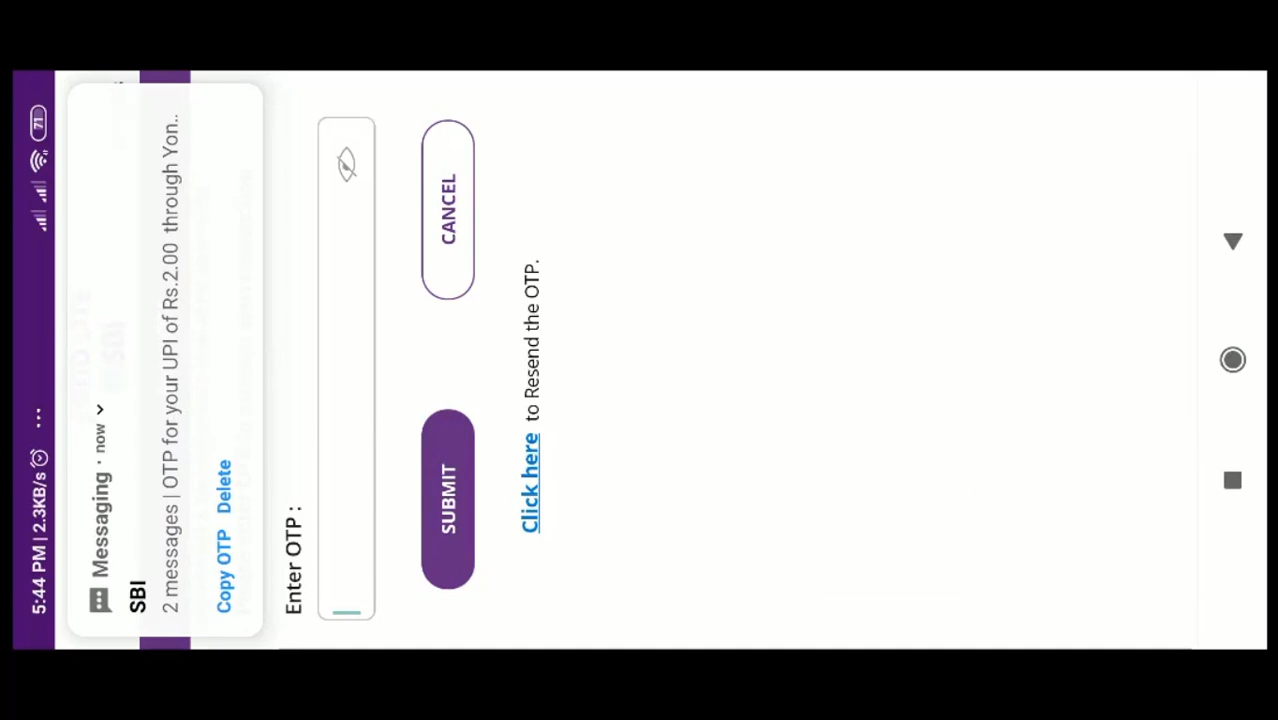 5:44 PM | 2.3KB/s ... 71
Messaging · now
SBI
2 messages | OTP for your UPI of Rs.2.00 through Yon..
Copy OTP Delete
Enter OTP :
SUBMIT CANCEL
Click here to Resend the OTP.